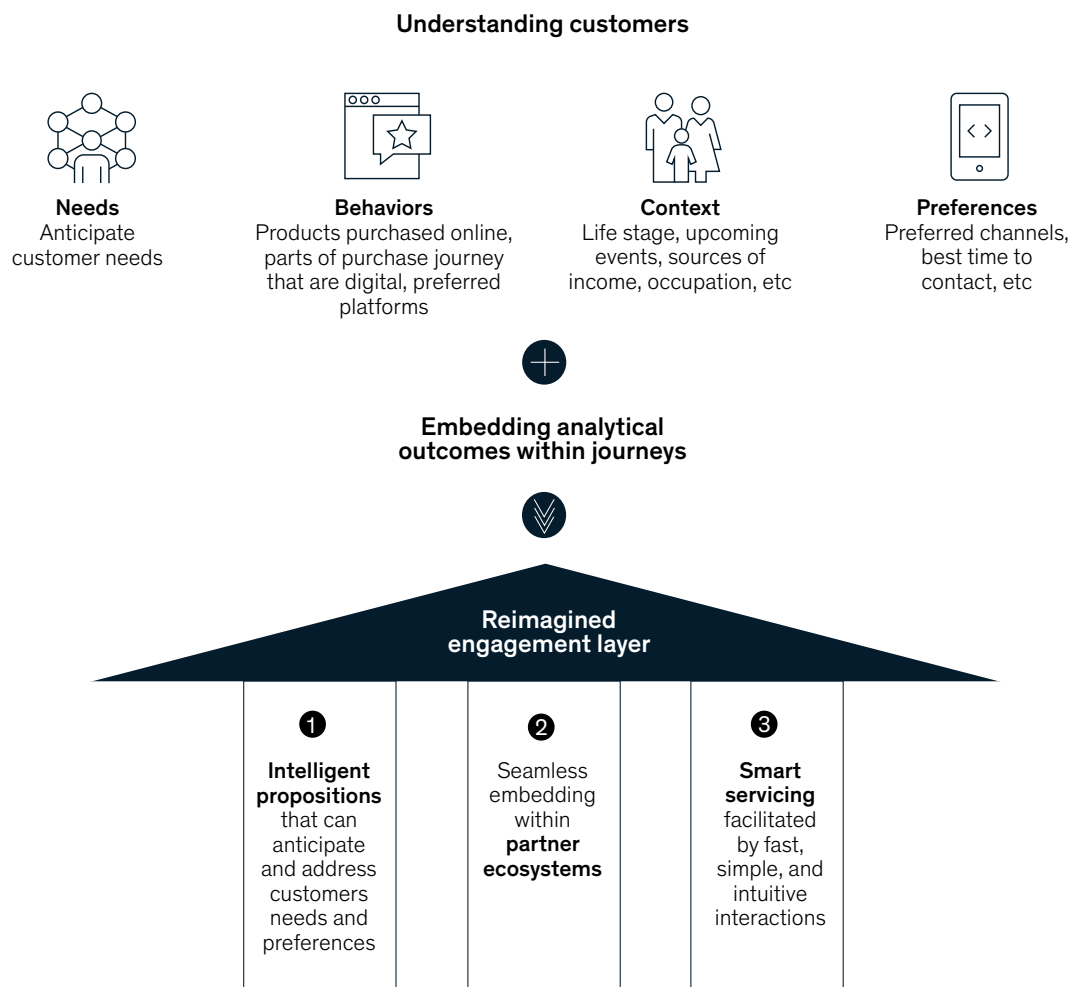 Understanding customers
Needs
Anticipate
customer needs
Behaviors
Products purchased online,
parts of purchase journey
that are digital, preferred
platforms
Context
Life stage, upcoming
events, sources of
income, occupation, etc
Preferences
Preferred channels,
best time to
contact, etc
Embedding analytical
outcomes within journeys
Reimagined
engagement layer
1
Intelligent
propositions
that can
anticipate
and address
customers
needs and
preferences
2
Seamless
embedding
within
partner
ecosystems
3
Smart
servicing
facilitated
by fast,
simple, and
intuitive
interactions